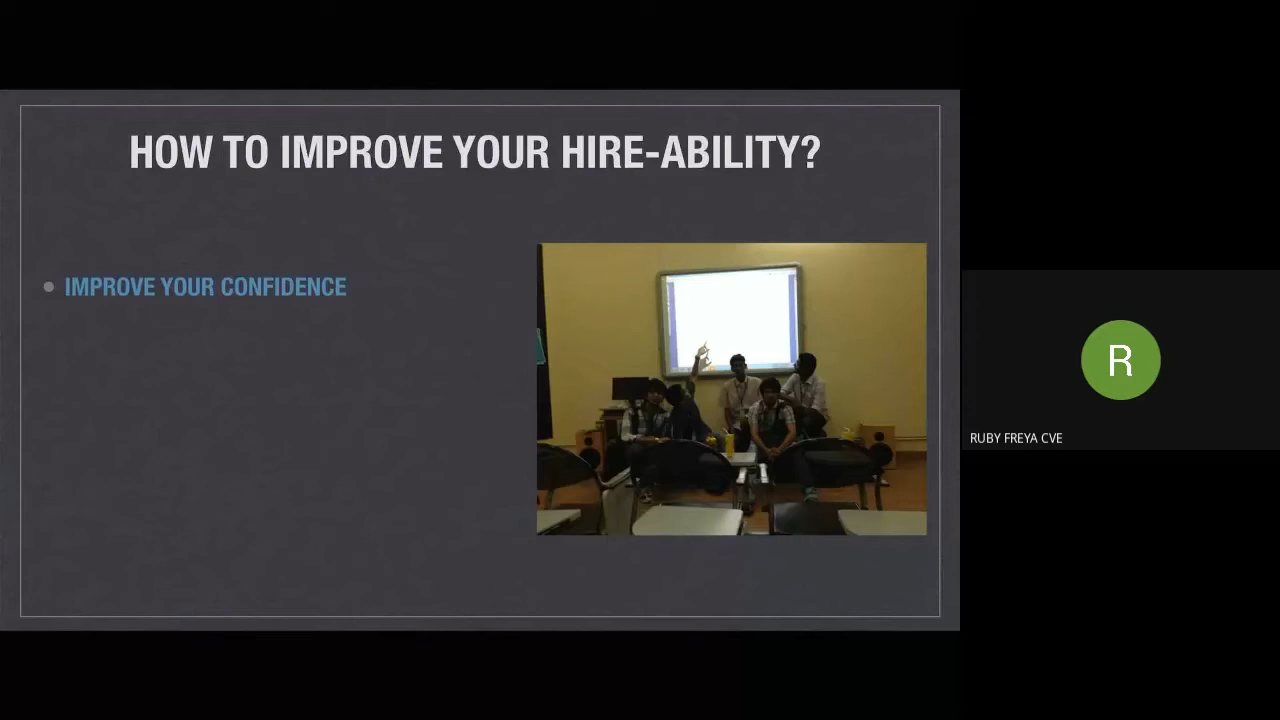 HOW TO IMPROVE YOUR HIRE-ABILITY?
IMPROVE YOUR CONFIDENCE
R
RUBY FREYA CVE